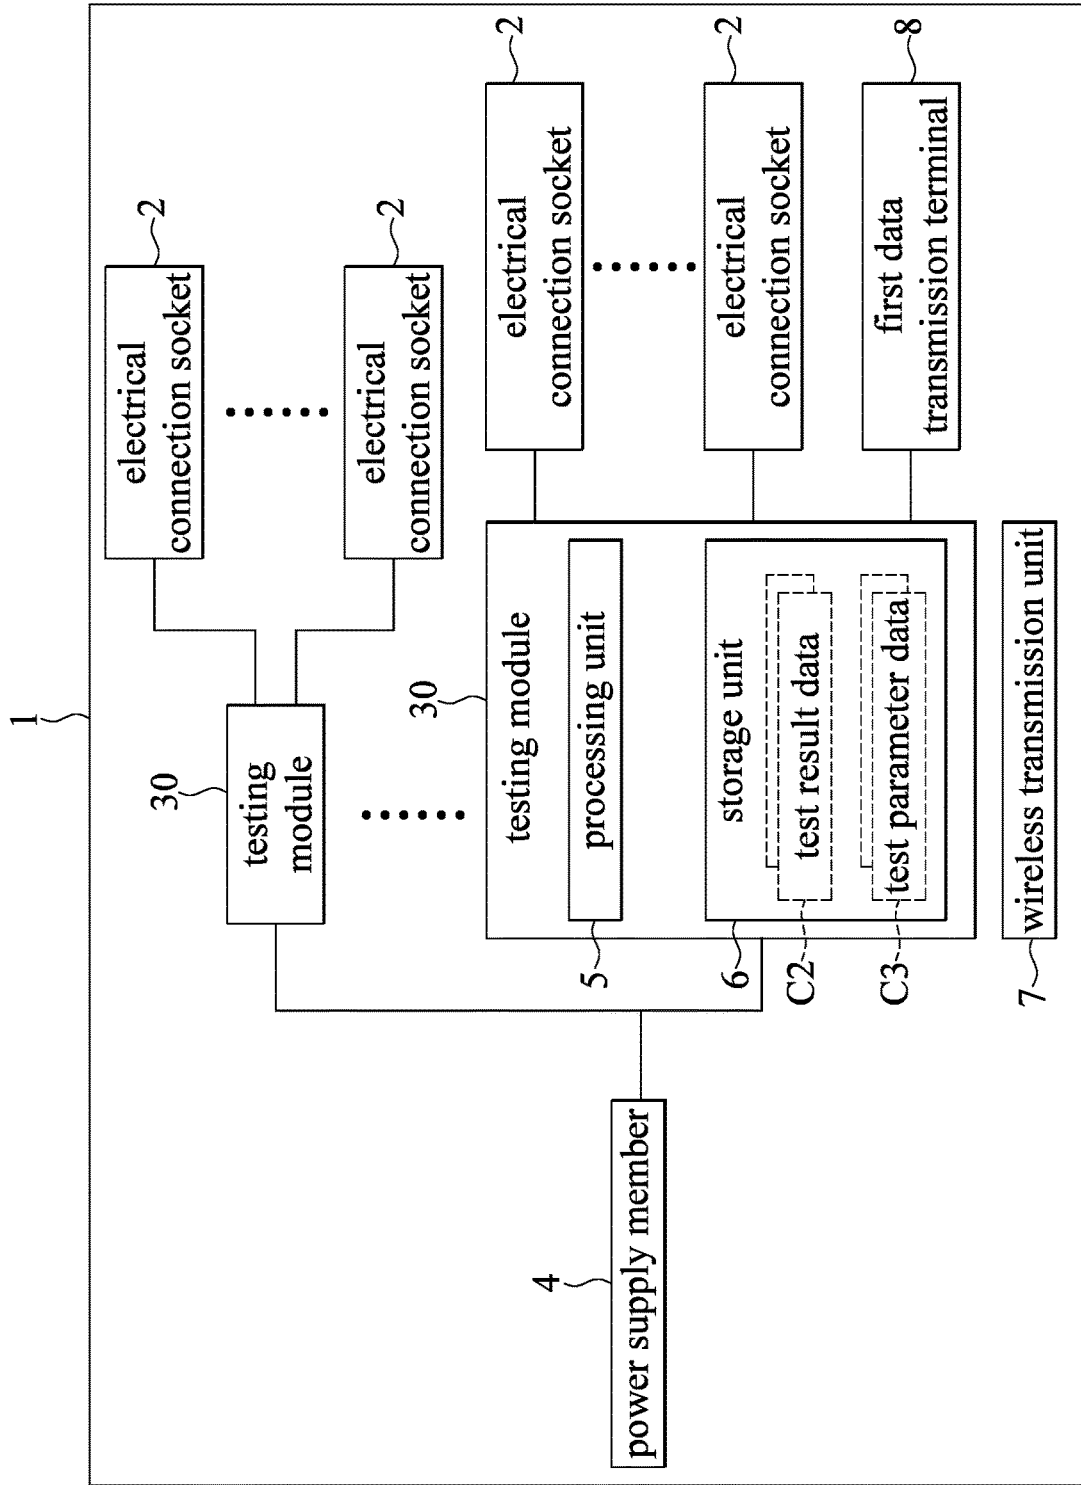 1
30
testing
module
electrical
connection socket
2
electrical
connection socket
2
4
power supply member
30
testing module
5
processing unit
6
storage unit
C2
test result data
C3
test parameter data
electrical
connection socket
2
electrical
connection socket
2
first data
transmission terminal
8
7
wireless transmission unit